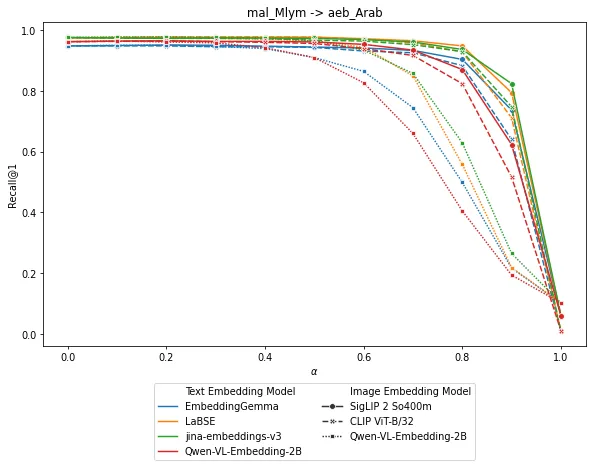 mal_Mlym -> aeb_Arab
1.0
0.8
0.6
0.4
0.2
0.0
Recall@1
0.0 0.2 0.4 0.6 0.8 1.0
α
Text Embedding Model Image Embedding Model
EmbeddingGemma SigLIP 2 So400m
LaBSE CLIP ViT-B/32
jina-embeddings-v3 Qwen-VL-Embedding-2B
Qwen-VL-Embedding-2B